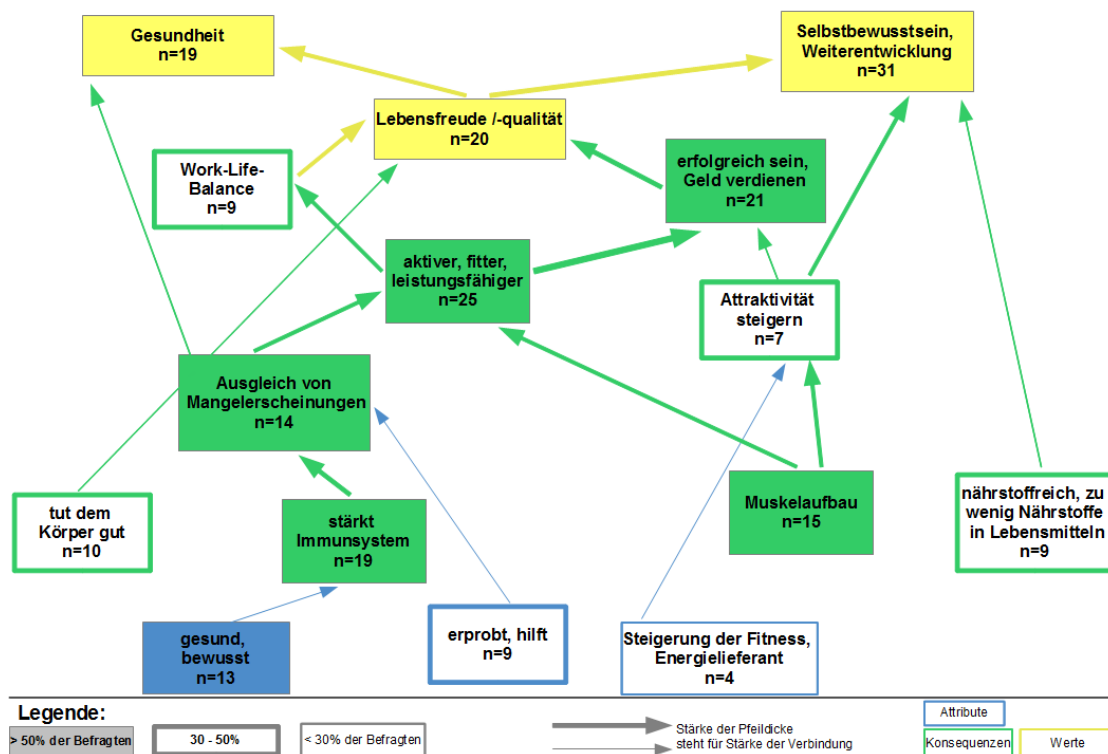 Gesundheit
n=19
Selbstbewusstsein,
Weiterentwicklung
n=31
Lebensfreude /-qualität
n=20
Work-Life-
Balance
n=9
erfolgreich sein,
Geld verdienen
n=21
aktiver, fitter,
leistungsfähiger
n=25
Attraktivität
steigern
n=7
Ausgleich von
Mangelerscheinungen
n=14
tut dem
Körper gut
n=10
stärkt
Immunsystem
n=19
Muskelaufbau
n=15
nährstoffreich, zu
wenig Nährstoffe
in Lebensmitteln
n=9
gesund,
bewusst
n=13
erprobt, hilft
n=9
Steigerung der Fitness,
Energielieferant
n=4
Legende:
> 50% der Befragten
30 - 50%
< 30% der Befragten
Stärke der Pfeildicke
steht für Stärke der Verbindung
Attribute
Konsequenzen
Werte